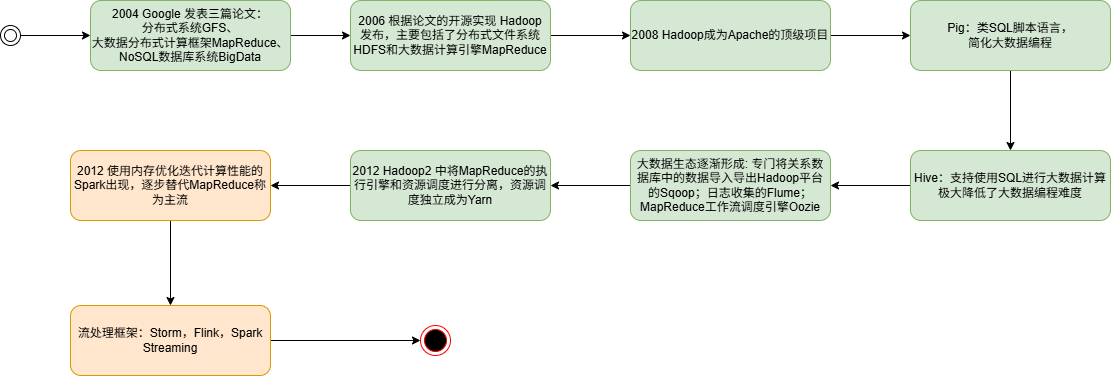 2004 Google 发表三篇论文：
分布式系统GFS、
大数据分布式计算框架MapReduce、
NoSQL数据库系统BigData
2006 根据论文的开源实现 Hadoop
发布，主要包括了分布式文件系统
HDFS和大数据计算引擎MapReduce
2008 Hadoop成为Apache的顶级项目
Pig：类SQL脚本语言，
简化大数据编程
Hive：支持使用SQL进行大数据计算
极大降低了大数据编程难度
大数据生态逐渐形成: 专门将关系数
据库中的数据导入导出Hadoop平台
的Sqoop；日志收集的Flume；
MapReduce工作流调度引擎Oozie
2012 Hadoop2 中将MapReduce的执
行引擎和资源调度进行分离，资源调
度独立成为Yarn
2012 使用内存优化迭代计算性能的
Spark出现，逐步替代MapReduce称
为主流
流处理框架：Storm，Flink，Spark
Streaming